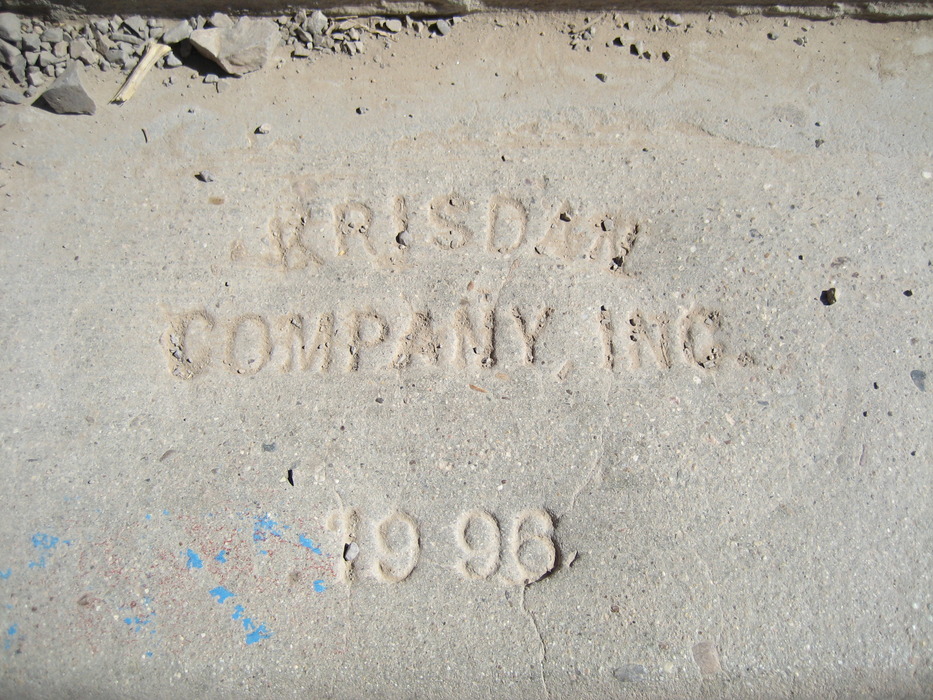 KRISDAN
COMPANY, INC.
1996